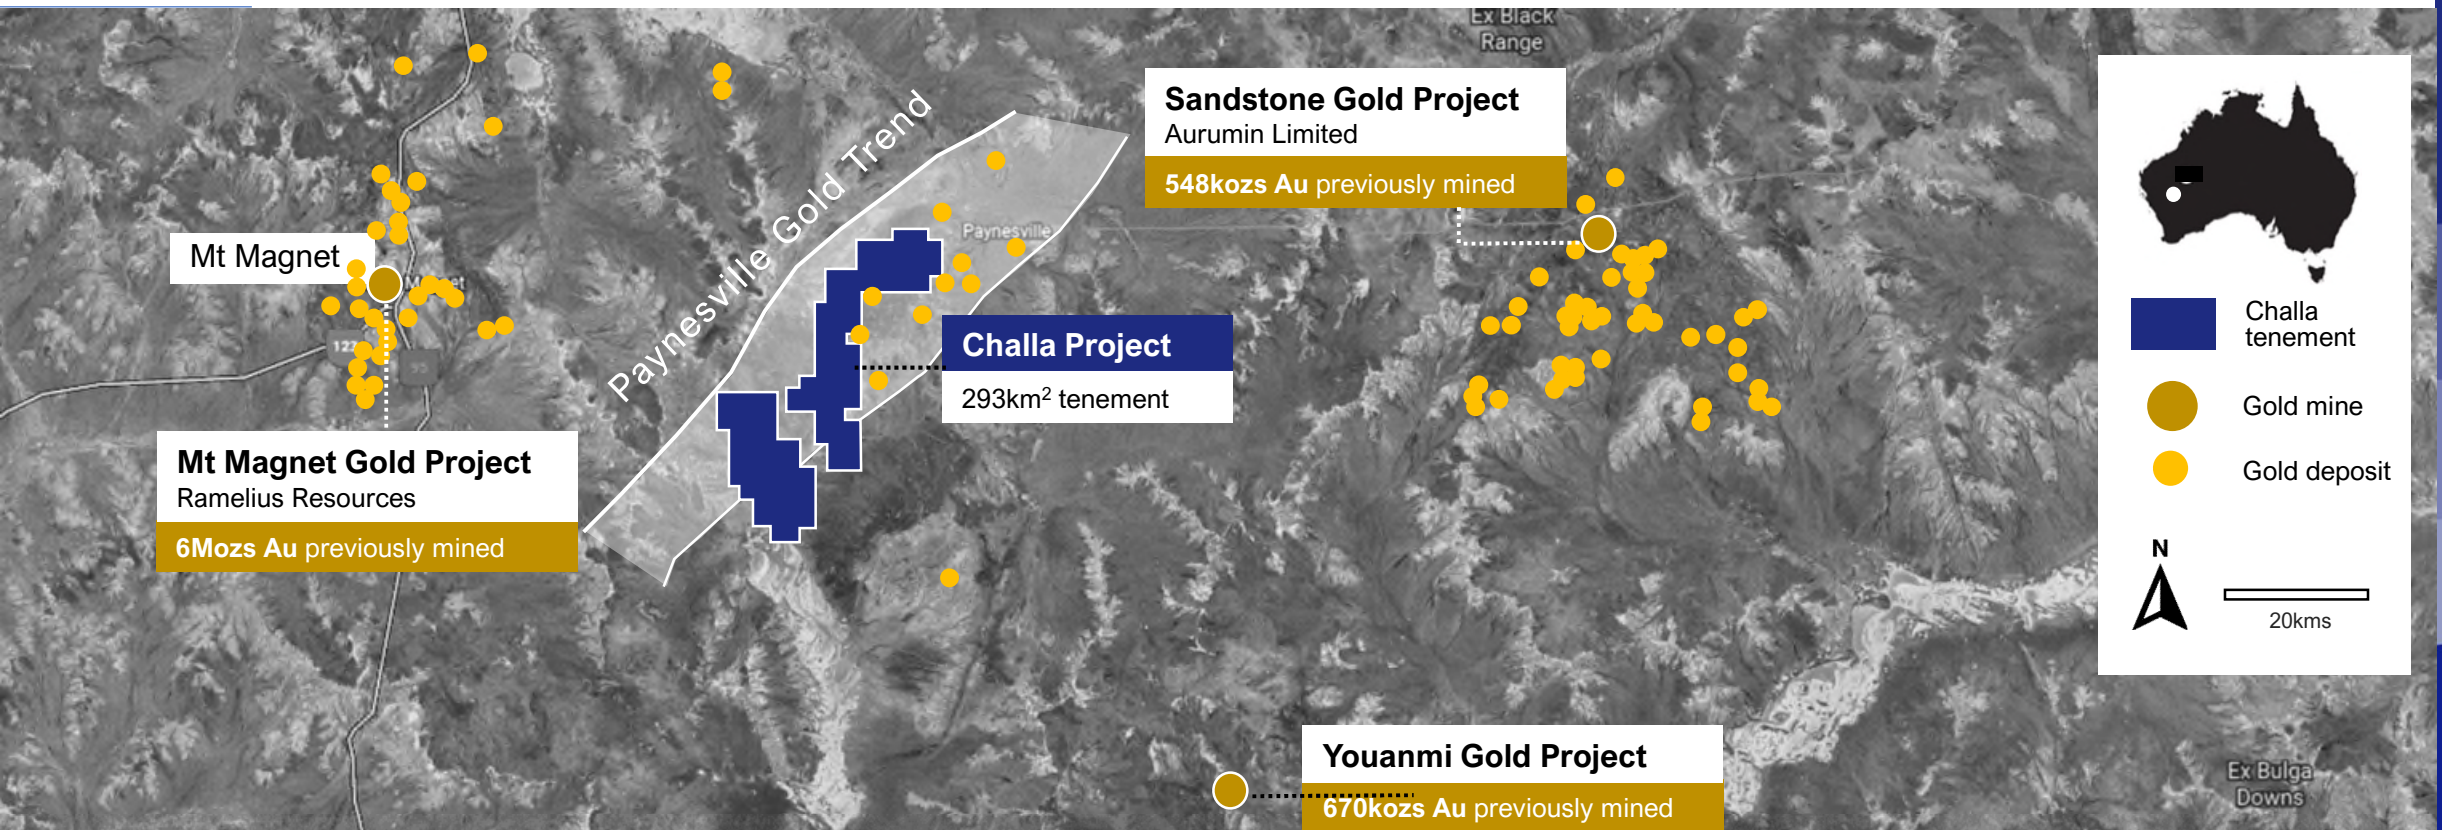 Ex Black
Range
Sandstone Gold Project
Aurumin Limited
548kozs Au previously mined
Paynesville Gold Trend
Paynesville
Mt Magnet
Challa Project
293km² tenement
Mt Magnet Gold Project
Ramelius Resources
6Mozs Au previously mined
Youanmi Gold Project
670kozs Au previously mined
Ex Bulga
Downs
Challa
tenement
Gold mine
Gold deposit
N
20kms